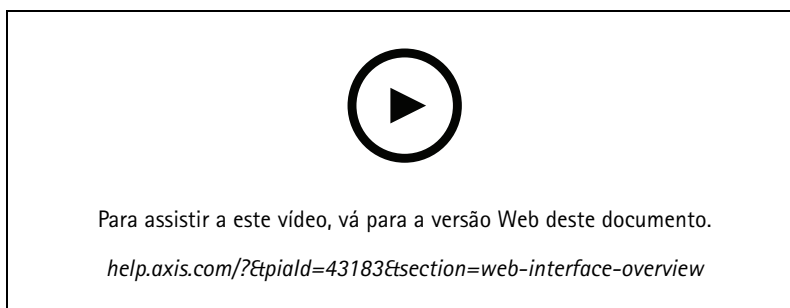 Para assistir a este vídeo, vá para a versão Web deste documento.
help.axis.com/?&piaId=43183&section=web-interface-overview